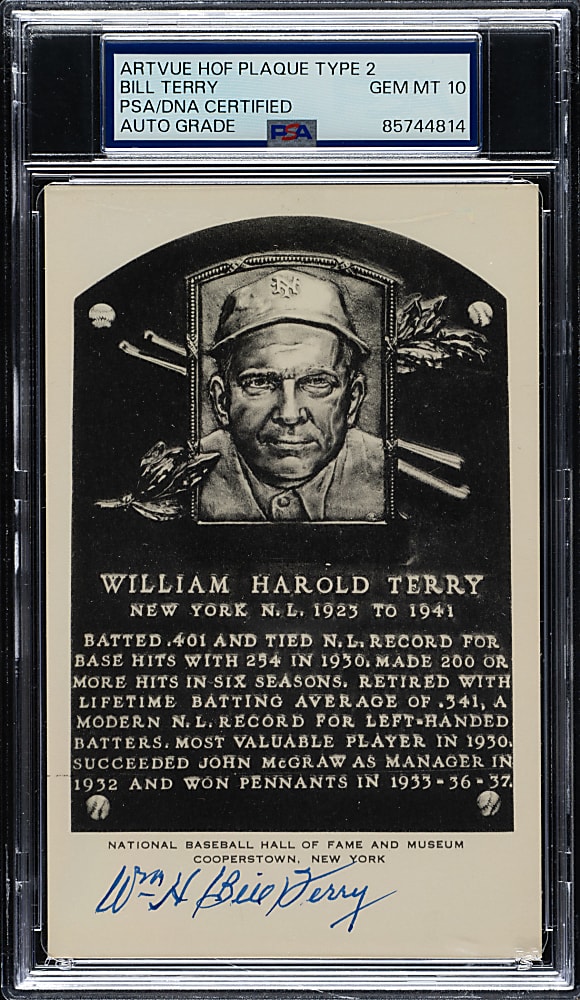 ARTVUE HOF PLAQUE TYPE 2
BILL TERRY GEM MT 10
PSA/DNA CERTIFIED
AUTO GRADE PSA 85744814
NY
WILLIAM HAROLD TERRY
NEW YORK N.L. 1923 TO 1941
BATTED .401 AND TIED N.L. RECORD FOR
BASE HITS WITH 254 IN 1930. MADE 200 OR
MORE HITS IN SIX SEASONS. RETIRED WITH
LIFETIME BATTING AVERAGE OF .341, A
MODERN N.L. RECORD FOR LEFT-HANDED
BATTERS. MOST VALUABLE PLAYER IN 1930.
SUCCEEDED JOHN McGRAW AS MANAGER IN
1932 AND WON PENNANTS IN 1933-36-37.
NATIONAL BASEBALL HALL OF FAME AND MUSEUM
COOPERSTOWN, NEW YORK
Wm H Bill Terry